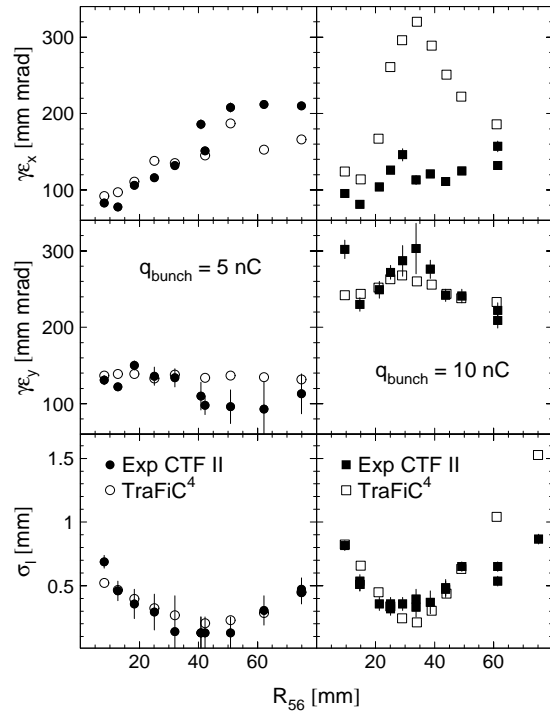 300
200
100
γε_x [mm mrad]
300
200
100
γε_y [mm mrad]
q_bunch = 5 nC
q_bunch = 10 nC
1.5
1
0.5
σ_l [mm]
Exp CTF II
TraFiC⁴
Exp CTF II
TraFiC⁴
20 40 60
20 40 60
R_56 [mm]